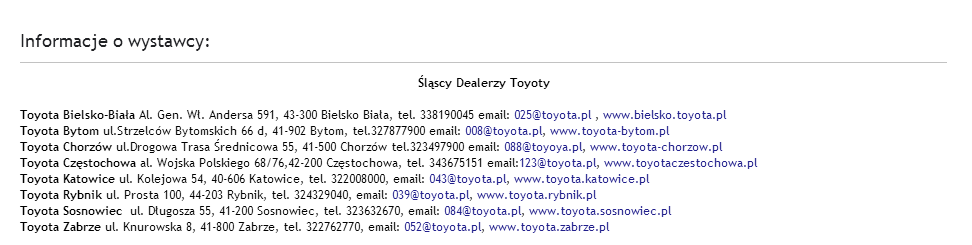 Informacje o wystawcy:
Śląscy Dealerzy Toyoty
Toyota Bielsko-Biała Al. Gen. Wł. Andersa 591, 43-300 Bielsko Biała, tel. 338190045 email: 025@toyota.pl , www.bielsko.toyota.pl
Toyota Bytom ul.Strzelców Bytomskich 66 d, 41-902 Bytom, tel.327877900 email: 008@toyota.pl, www.toyota-bytom.pl
Toyota Chorzów ul.Drogowa Trasa Średnicowa 55, 41-500 Chorzów tel.323497900 email: 088@toyoya.pl, www.toyota-chorzow.pl
Toyota Częstochowa al. Wojska Polskiego 68/76,42-200 Częstochowa, tel. 343675151 email:123@toyota.pl, www.toyotaczestochowa.pl
Toyota Katowice ul. Kolejowa 54, 40-606 Katowice, tel. 322008000, email: 043@toyota.pl, www.toyota.katowice.pl
Toyota Rybnik ul. Prosta 100, 44-203 Rybnik, tel. 324329040, email: 039@toyota.pl, www.toyota.rybnik.pl
Toyota Sosnowiec  ul. Długosza 55, 41-200 Sosnowiec, tel. 323632670, email: 084@toyota.pl, www.toyota.sosnowiec.pl
Toyota Zabrze ul. Knurowska 8, 41-800 Zabrze, tel. 322762770, email: 052@toyota.pl, www.toyota.zabrze.pl